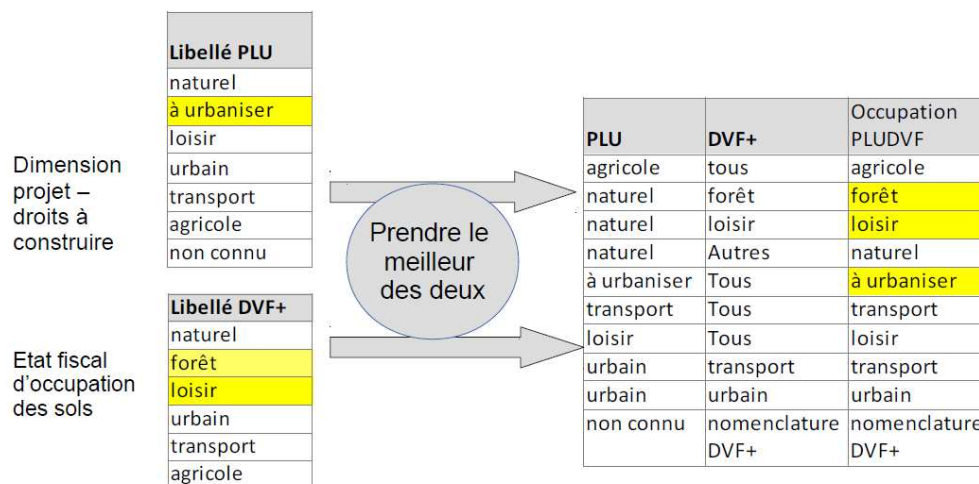 Libellé PLU
naturel
à urbaniser
loisir
urbain
transport
agricole
non connu
Dimension
projet –
droits à
construire
Libellé DVF+
naturel
forêt
loisir
urbain
transport
agricole
Etat fiscal
d'occupation
des sols
Prendre le
meilleur
des deux
Occupation
PLU DVF+ PLUDVF
agricole tous agricole
naturel forêt forêt
naturel loisir loisir
naturel Autres naturel
à urbaniser Tous à urbaniser
transport Tous transport
loisir Tous loisir
urbain transport transport
urbain urbain urbain
non connu nomenclature nomenclature
DVF+ DVF+